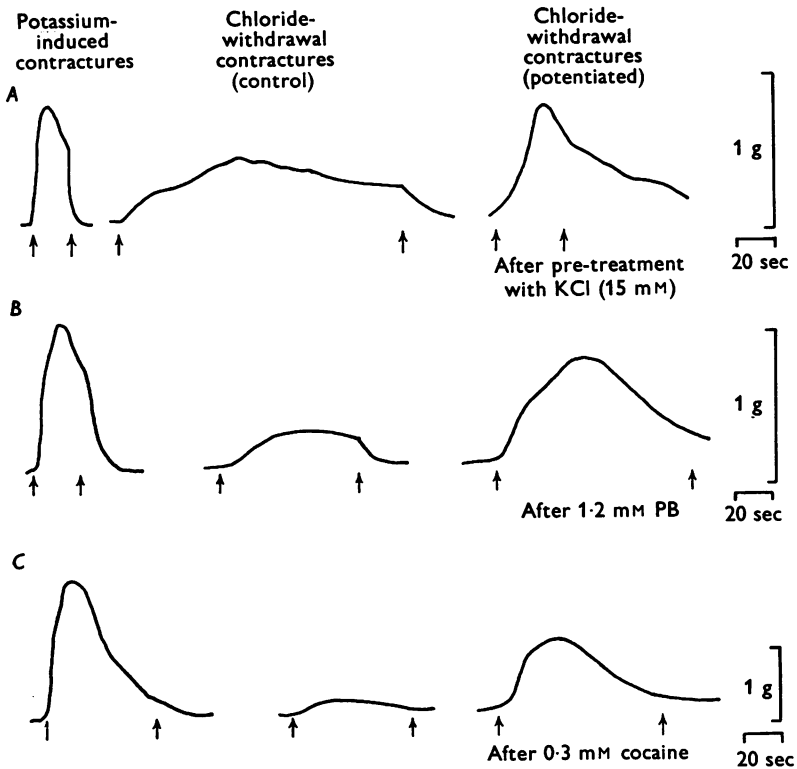 Potassium-
induced
contractures
Chloride-
withdrawal
contractures
(control)
Chloride-
withdrawal
contractures
(potentiated)
A
1 g
20 sec
After pre-treatment
with KCl (15 mM)
B
1 g
20 sec
After 1·2 mM PB
C
1 g
20 sec
After 0·3 mM cocaine